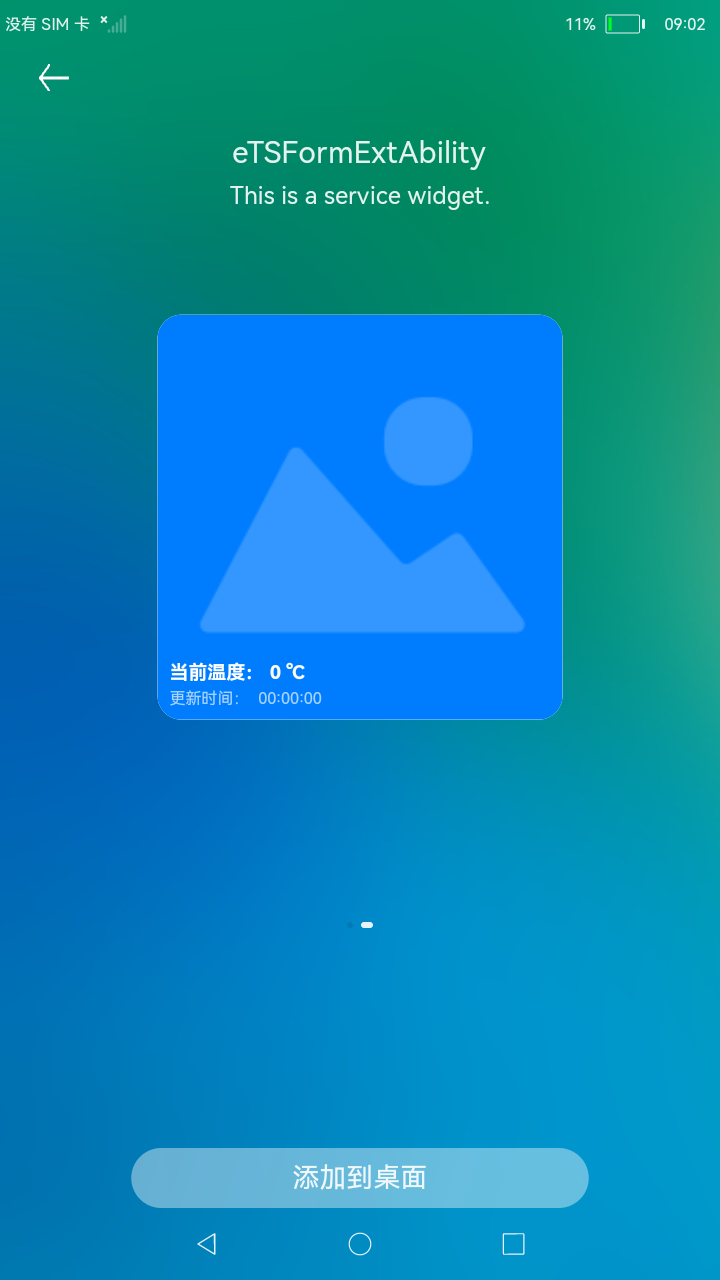 没有 SIM 卡
11%
09:02
eTSFormExtAbility
This is a service widget.
当前温度： 0 ℃
更新时间： 00:00:00
添加到桌面